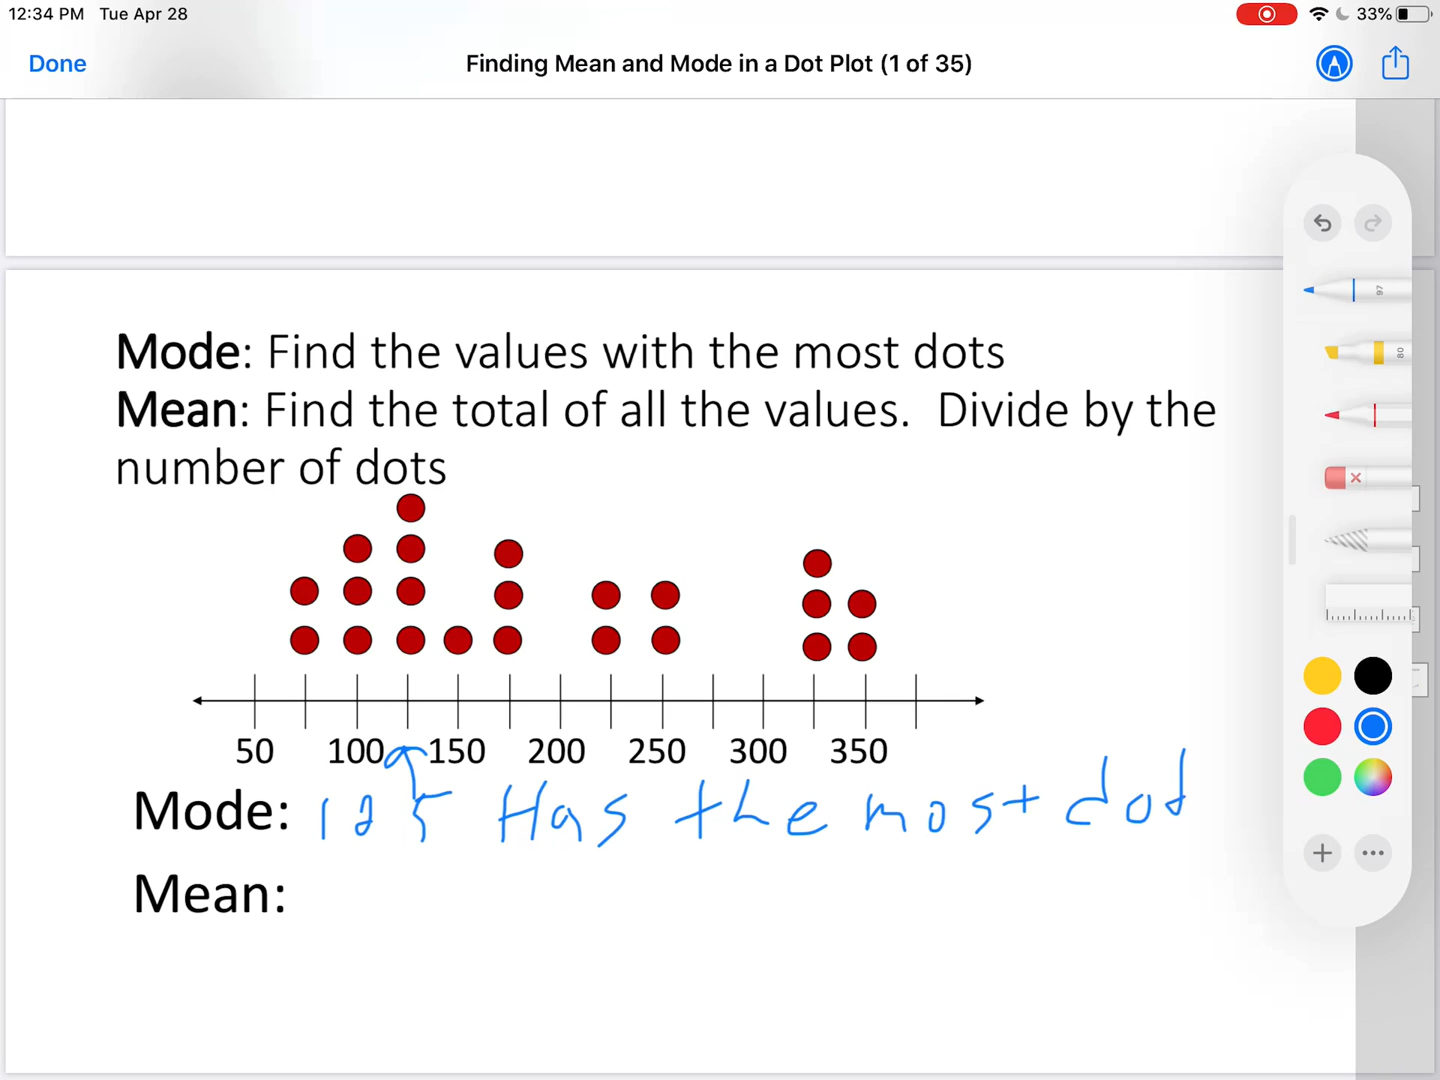 12:34 PM Tue Apr 28 33%
Done Finding Mean and Mode in a Dot Plot (1 of 35)
97
80
Mode: Find the values with the most dots
Mean: Find the total of all the values. Divide by the
number of dots
50 100 150 200 250 300 350
Mode: 125 Has the most dot
Mean: